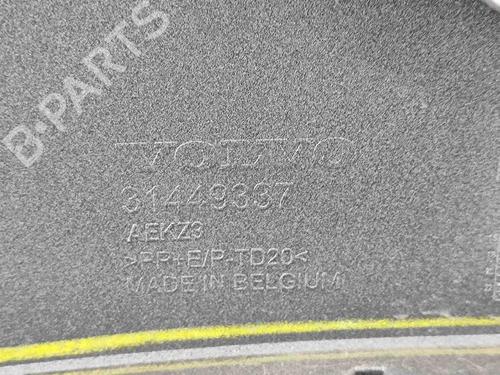 B-PARTS
VOLVO
31449337
AEKZ3
>PP+E/P-TD20<
MADE IN BELGIUM